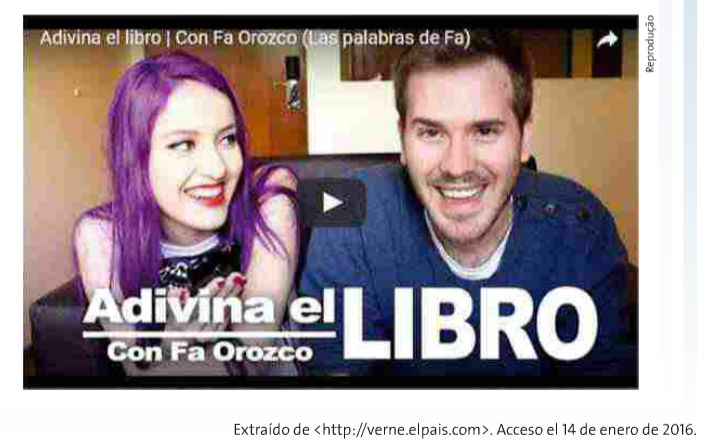 Adivina el libro | Con Fa Orozco (Las palabras de Fa)
Reprodução
Adivina el
LIBRO
Con Fa Orozco
Extraído de <http://verne.elpais.com>. Acceso el 14 de enero de 2016.